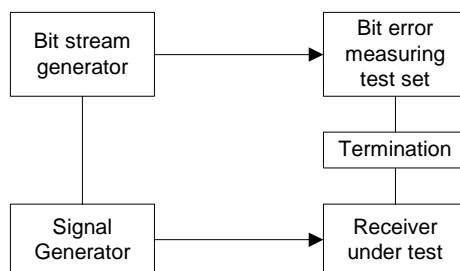 Bit stream
generator
Bit error
measuring
test set
Termination
Signal
Generator
Receiver
under test